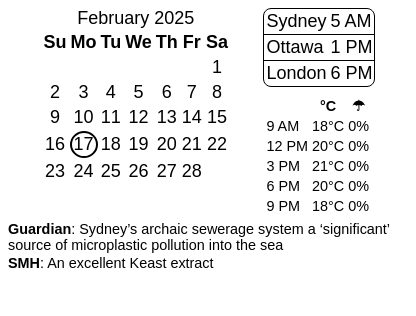 February 2025
Su Mo Tu We Th Fr Sa
1
2 3 4 5 6 7 8
9 10 11 12 13 14 15
16 17 18 19 20 21 22
23 24 25 26 27 28
Sydney 5 AM
Ottawa 1 PM
London 6 PM
°C ☂
9 AM 18°C 0%
12 PM 20°C 0%
3 PM 21°C 0%
6 PM 20°C 0%
9 PM 18°C 0%
Guardian: Sydney’s archaic sewerage system a ‘significant’
source of microplastic pollution into the sea
SMH: An excellent Keast extract